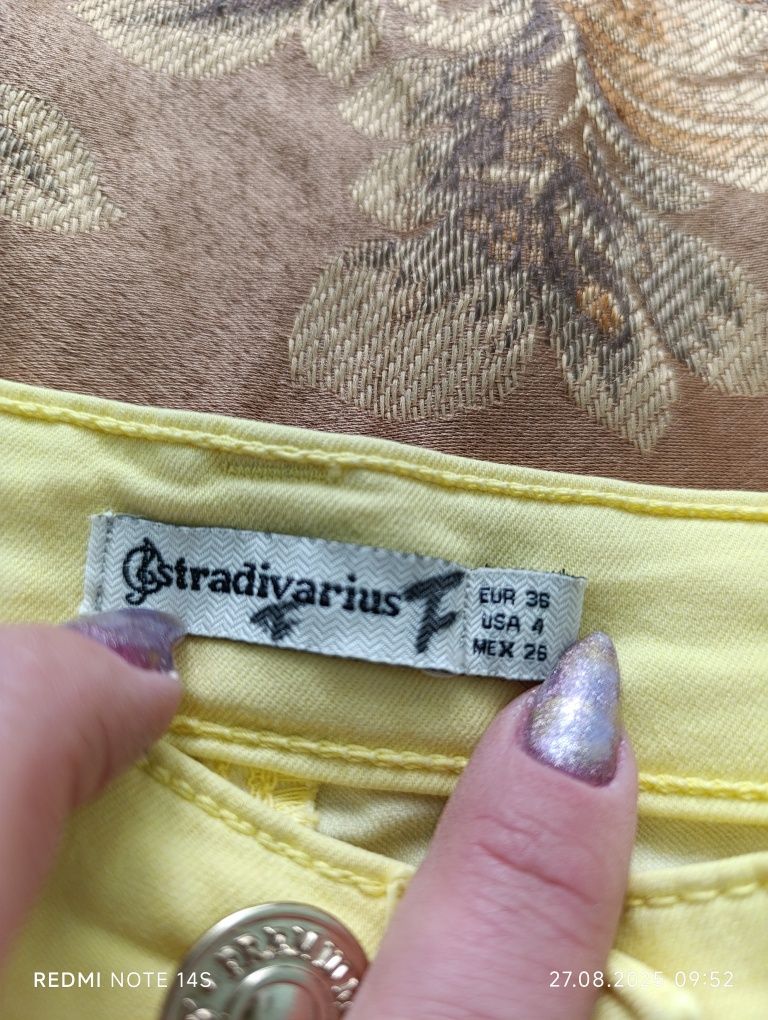 stradivarius
EUR 36
USA 4
MEX 26
REDMI NOTE 14S
27.08.2025 09:52